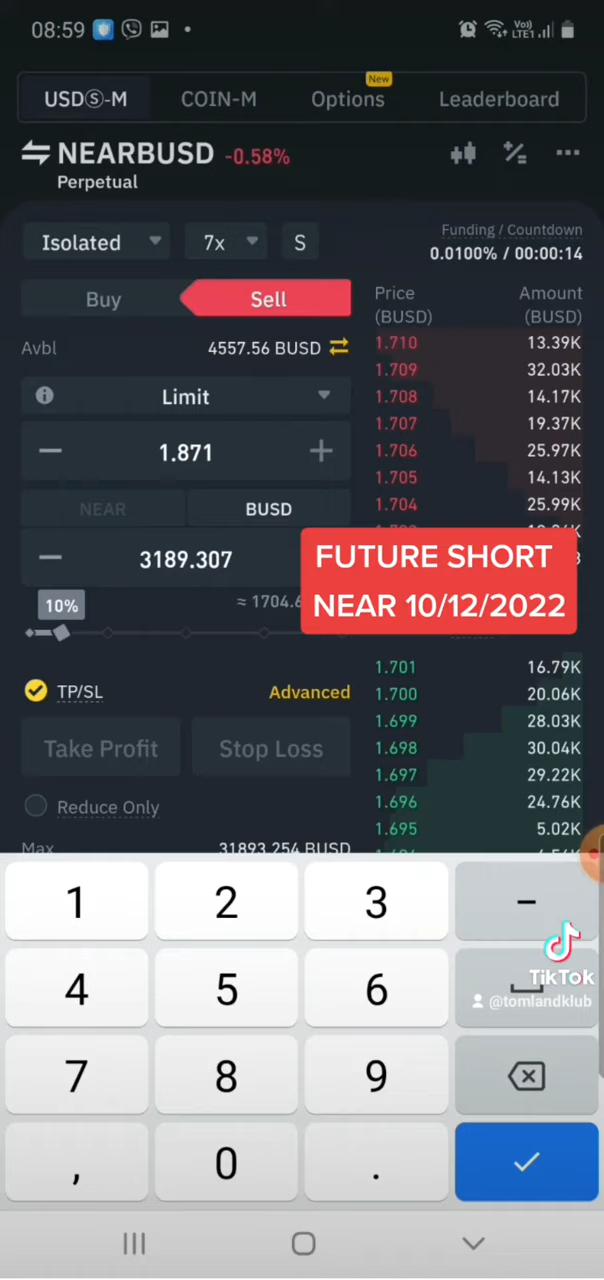 08:59
Vo))
LTE1
USDⓈ-M
COIN-M
Options
New
Leaderboard
NEARBUSD -0.58%
Perpetual
Isolated
7x
S
Funding / Countdown
0.0100% / 00:00:14
Buy
Sell
Avbl
4557.56 BUSD
Limit
1.871
NEAR
BUSD
3189.307
10%
≈ 1704.6
TP/SL
Advanced
Take Profit
Stop Loss
Reduce Only
Max
31893.254 BUSD
Price
(BUSD)
Amount
(BUSD)
1.710 13.39K
1.709 32.03K
1.708 14.17K
1.707 19.37K
1.706 25.97K
1.705 14.13K
1.704 25.99K
FUTURE SHORT
NEAR 10/12/2022
1.701 16.79K
1.700 20.06K
1.699 28.03K
1.698 30.04K
1.697 29.22K
1.696 24.76K
1.695 5.02K
1 2 3 -
4 5 6
7 8 9
, 0 .
TikTok
@tomlandklub